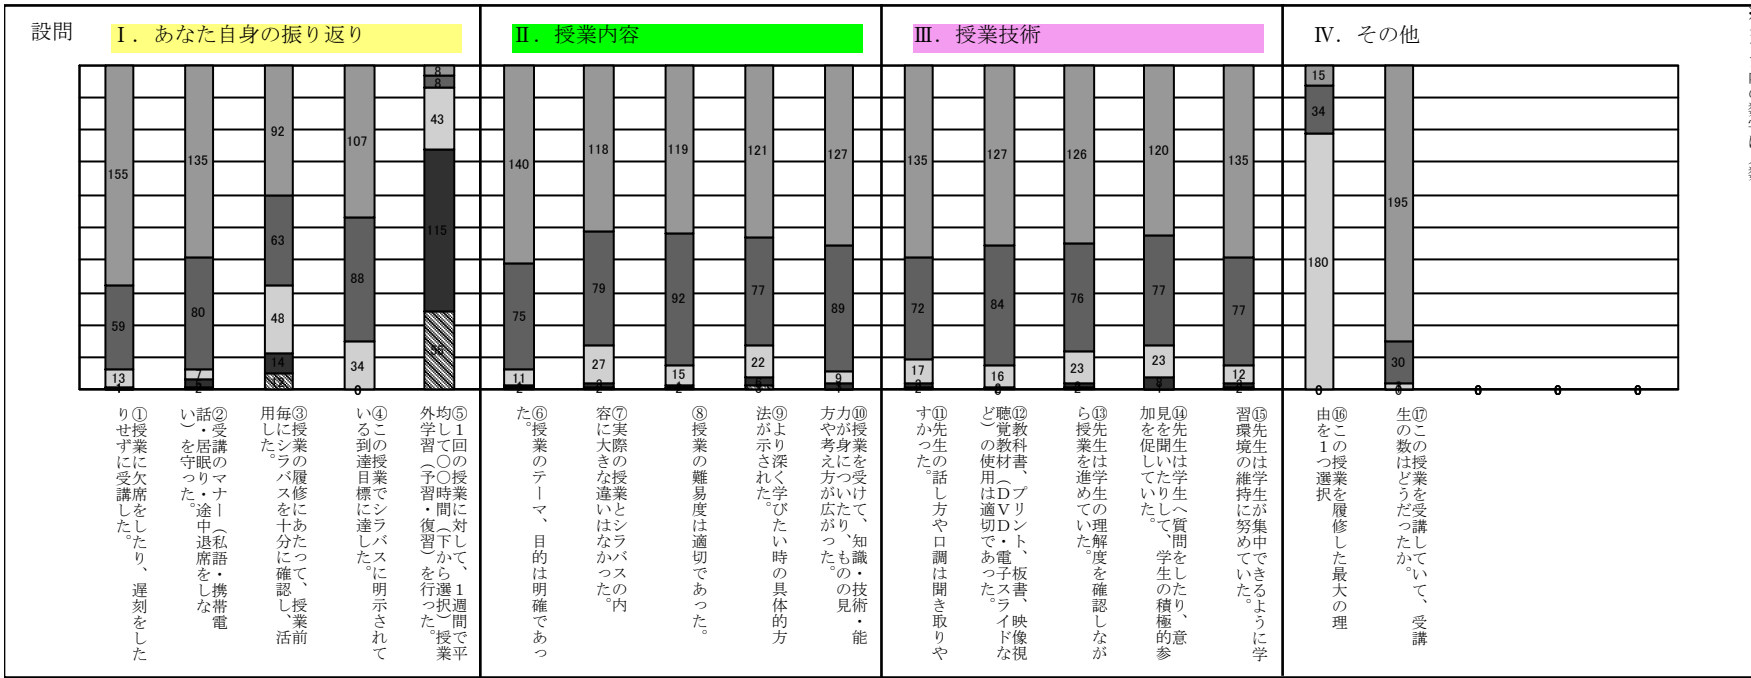 設問
Ⅰ．あなた自身の振り返り
Ⅱ．授業内容
Ⅲ．授業技術
Ⅳ．その他
155
59
13
1
135
80
7
2
92
63
48
14
12
107
88
34
0
8
8
43
115
55
140
75
11
2
118
79
27
2
119
92
15
2
121
77
22
3
127
89
9
1
135
72
17
2
127
84
16
0
126
76
23
2
120
77
23
1
135
77
12
2
15
34
180
0
195
30
0
0
0
0
①授業に欠席をしたり、遅刻をした
りせずに受講した。
②受講のマナー（私語・携帯電
話・居眠り・途中退席をしな
い）を守った。
③授業の履修にあたって、授業前
毎にシラバスを十分に確認し、活
用した。
④この授業でシラバスに明示されて
いる到達目標に達した。
⑤１回の授業に対して、１週間で平
均して〇〇時間（下から選択）授業
外学習（予習・復習）を行った。
⑥授業のテーマ、目的は明確であっ
た。
⑦実際の授業とシラバスの内
容に大きな違いはなかった。
⑧授業の難易度は適切であった。
⑨より深く学びたい時の具体的方
法が示された。
⑩授業を受けて、知識・技術・能
力が身についたり、ものの見
方や考え方が広がった。
⑪先生の話し方や口調は聞き取りや
すかった。
⑫教科書、プリント、板書、映像視
聴覚教材（ＤＶＤ・電子スライドな
ど）の使用は適切であった。
⑬先生は学生の理解度を確認しなが
ら授業を進めていた。
⑭先生は学生へ質問をしたり、意
見を聞いたりして、学生の積極的参
加を促していた。
⑮先生は学生が集中できるように学
習環境の維持に努めていた。
⑯この授業を履修した最大の理
由を１つ選択
⑰この授業を受講していて、受講
生の数はどうだったか。